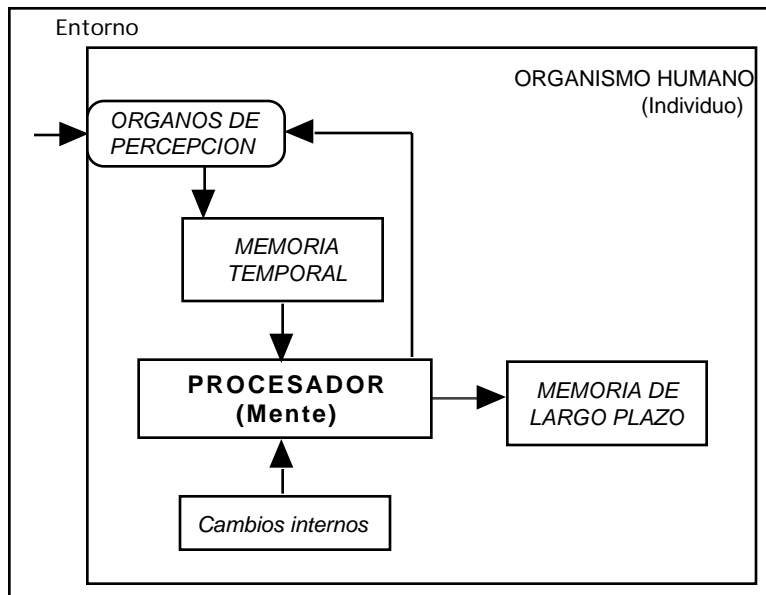 Entorno
ORGANISMO HUMANO
(Individuo)
ORGANOS DE
PERCEPCION
MEMORIA
TEMPORAL
PROCESADOR
(Mente)
MEMORIA DE
LARGO PLAZO
Cambios internos